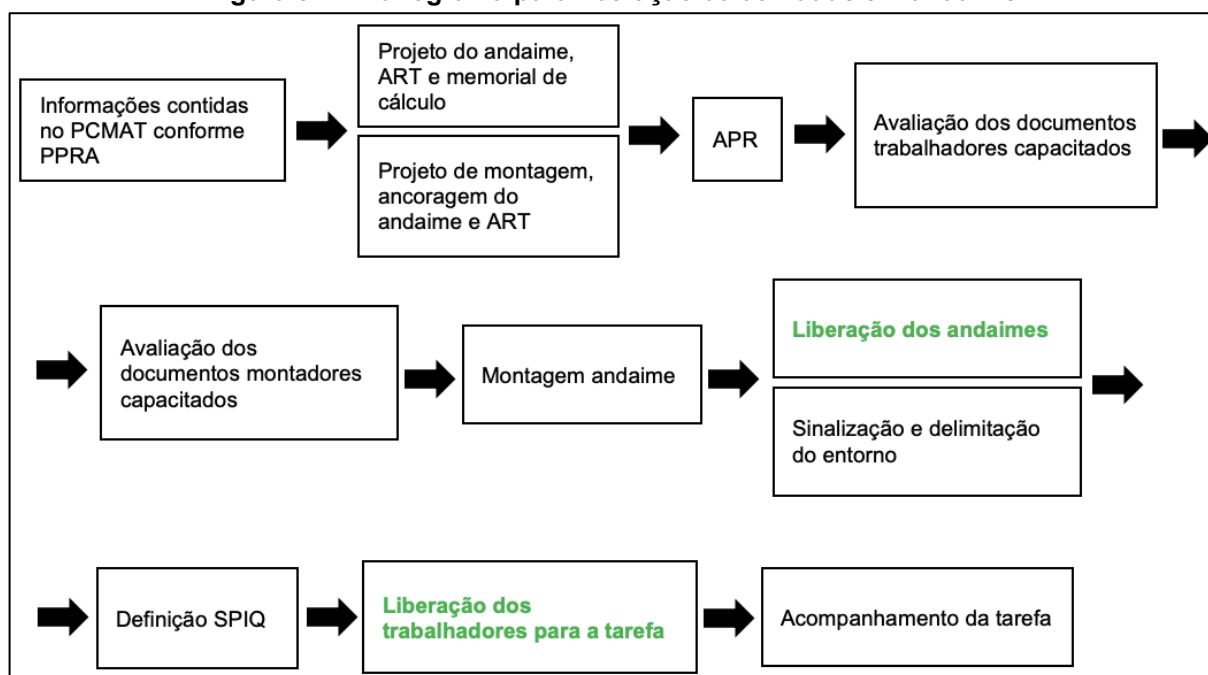 Informações contidas
no PCMAT conforme
PPRA
Projeto do andaime,
ART e memorial de
cálculo
Projeto de montagem,
ancoragem do
andaime e ART
APR
Avaliação dos documentos
trabalhadores capacitados
Avaliação dos
documentos montadores
capacitados
Montagem andaime
Liberação dos andaimes
Sinalização e delimitação
do entorno
Definição SPIQ
Liberação dos
trabalhadores para a tarefa
Acompanhamento da tarefa